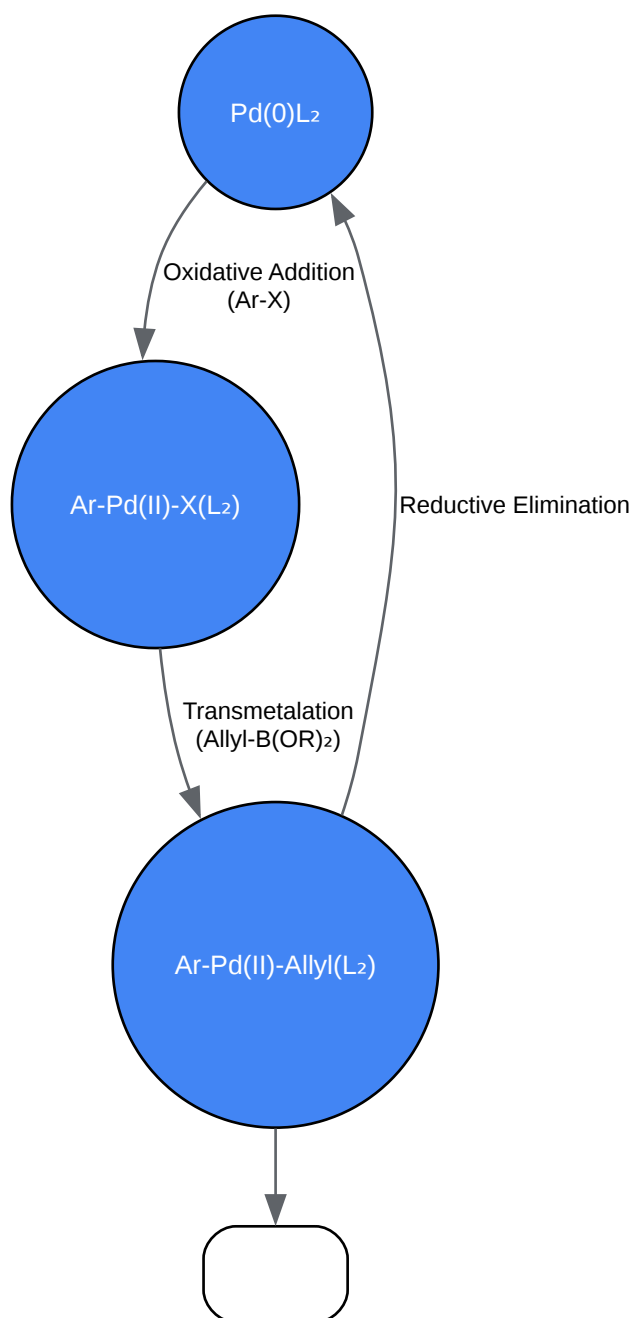 Pd(0)L₂
Oxidative Addition
(Ar-X)
Ar-Pd(II)-X(L₂)
Reductive Elimination
Transmetalation
(Allyl-B(OR)₂)
Ar-Pd(II)-Allyl(L₂)